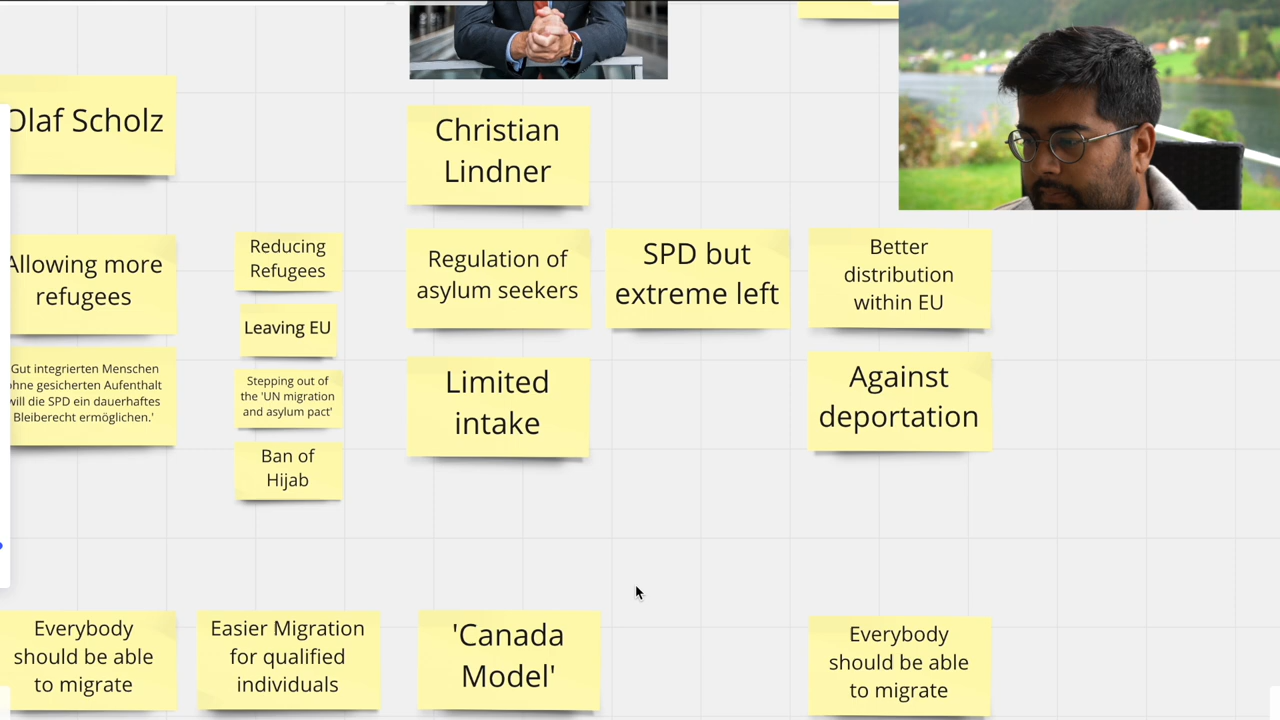 Olaf Scholz
Christian
Lindner
Allowing more
refugees
Reducing
Refugees
Leaving EU
Regulation of
asylum seekers
SPD but
extreme left
Better
distribution
within EU
Gut integrierten Menschen
ohne gesicherten Aufenthalt
will die SPD ein dauerhaftes
Bleiberecht ermöglichen.'
Stepping out of
the 'UN migration
and asylum pact'
Ban of
Hijab
Limited
intake
Against
deportation
Everybody
should be able
to migrate
Easier Migration
for qualified
individuals
'Canada
Model'
Everybody
should be able
to migrate